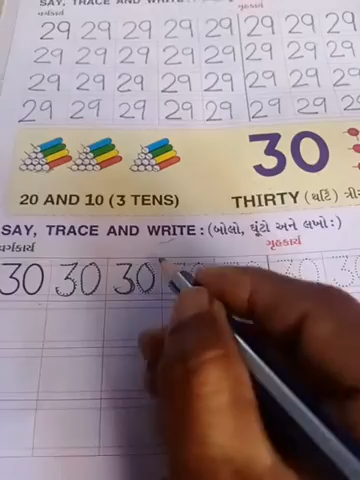 SAY, TRACE AND WRITE
વર્ગકાર્ય ગૃહકાર્ય
29 29 29 29 29 29 29 29
29 29 29 29 29 29 29 29
29 29 29 29 29 29 29 29
29 29 29 29 29 29 29 29
30
20 AND 10 (3 TENS) THIRTY (થર્ટિ)
SAY, TRACE AND WRITE : (બોલો, ઘૂંટો અને લખો :)
વર્ગકાર્ય ગૃહકાર્ય
30 30 30 30 30